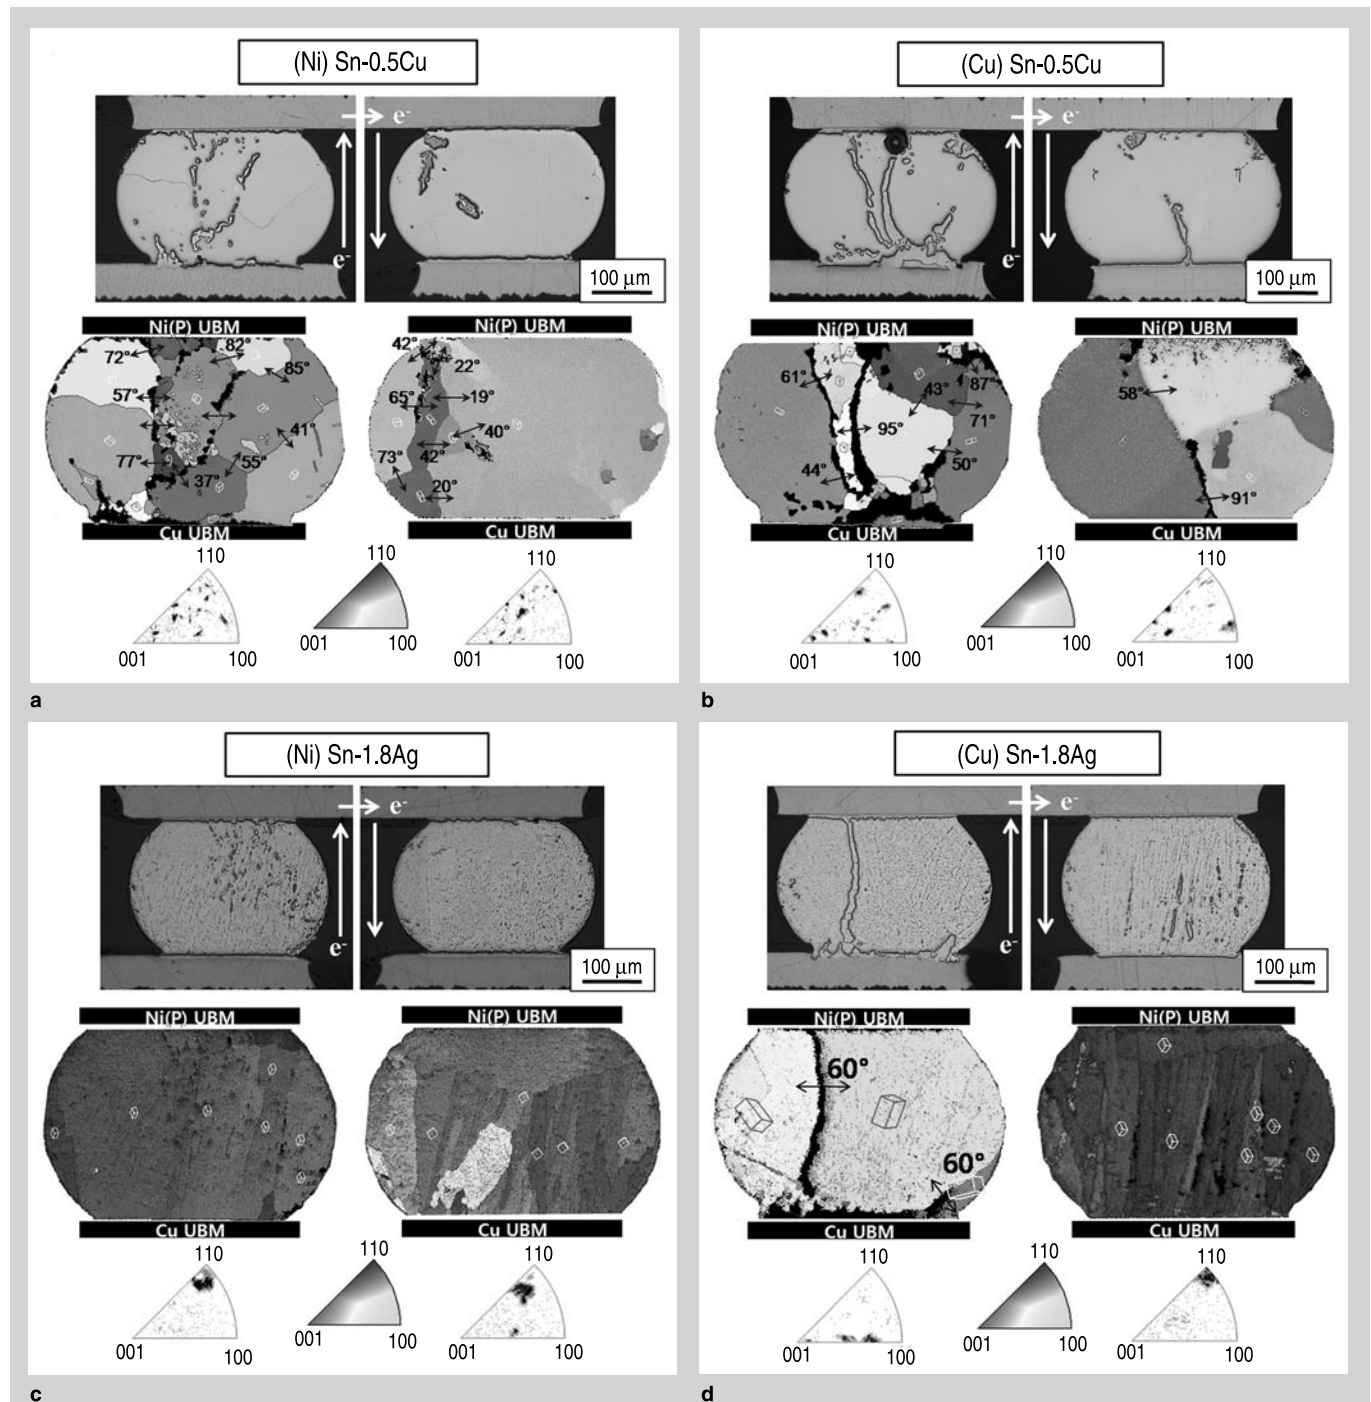 (Ni) Sn-0.5Cu
e-
e-
100 μm
Ni(P) UBM
Ni(P) UBM
72°
82°
85°
57°
41°
77°
55°
37°
42°
22°
65°
19°
40°
73°
42°
20°
Cu UBM
Cu UBM
110
110
110
001
100
001
100
001
100
a
(Cu) Sn-0.5Cu
e-
e-
100 μm
Ni(P) UBM
Ni(P) UBM
61°
43°
87°
71°
95°
44°
50°
58°
91°
Cu UBM
Cu UBM
110
110
110
001
100
001
100
001
100
b
(Ni) Sn-1.8Ag
e-
e-
100 μm
Ni(P) UBM
Ni(P) UBM
Cu UBM
Cu UBM
110
110
110
001
100
001
100
001
100
c
(Cu) Sn-1.8Ag
e-
e-
100 μm
Ni(P) UBM
Ni(P) UBM
60°
60°
Cu UBM
Cu UBM
110
110
110
001
100
001
100
001
100
d